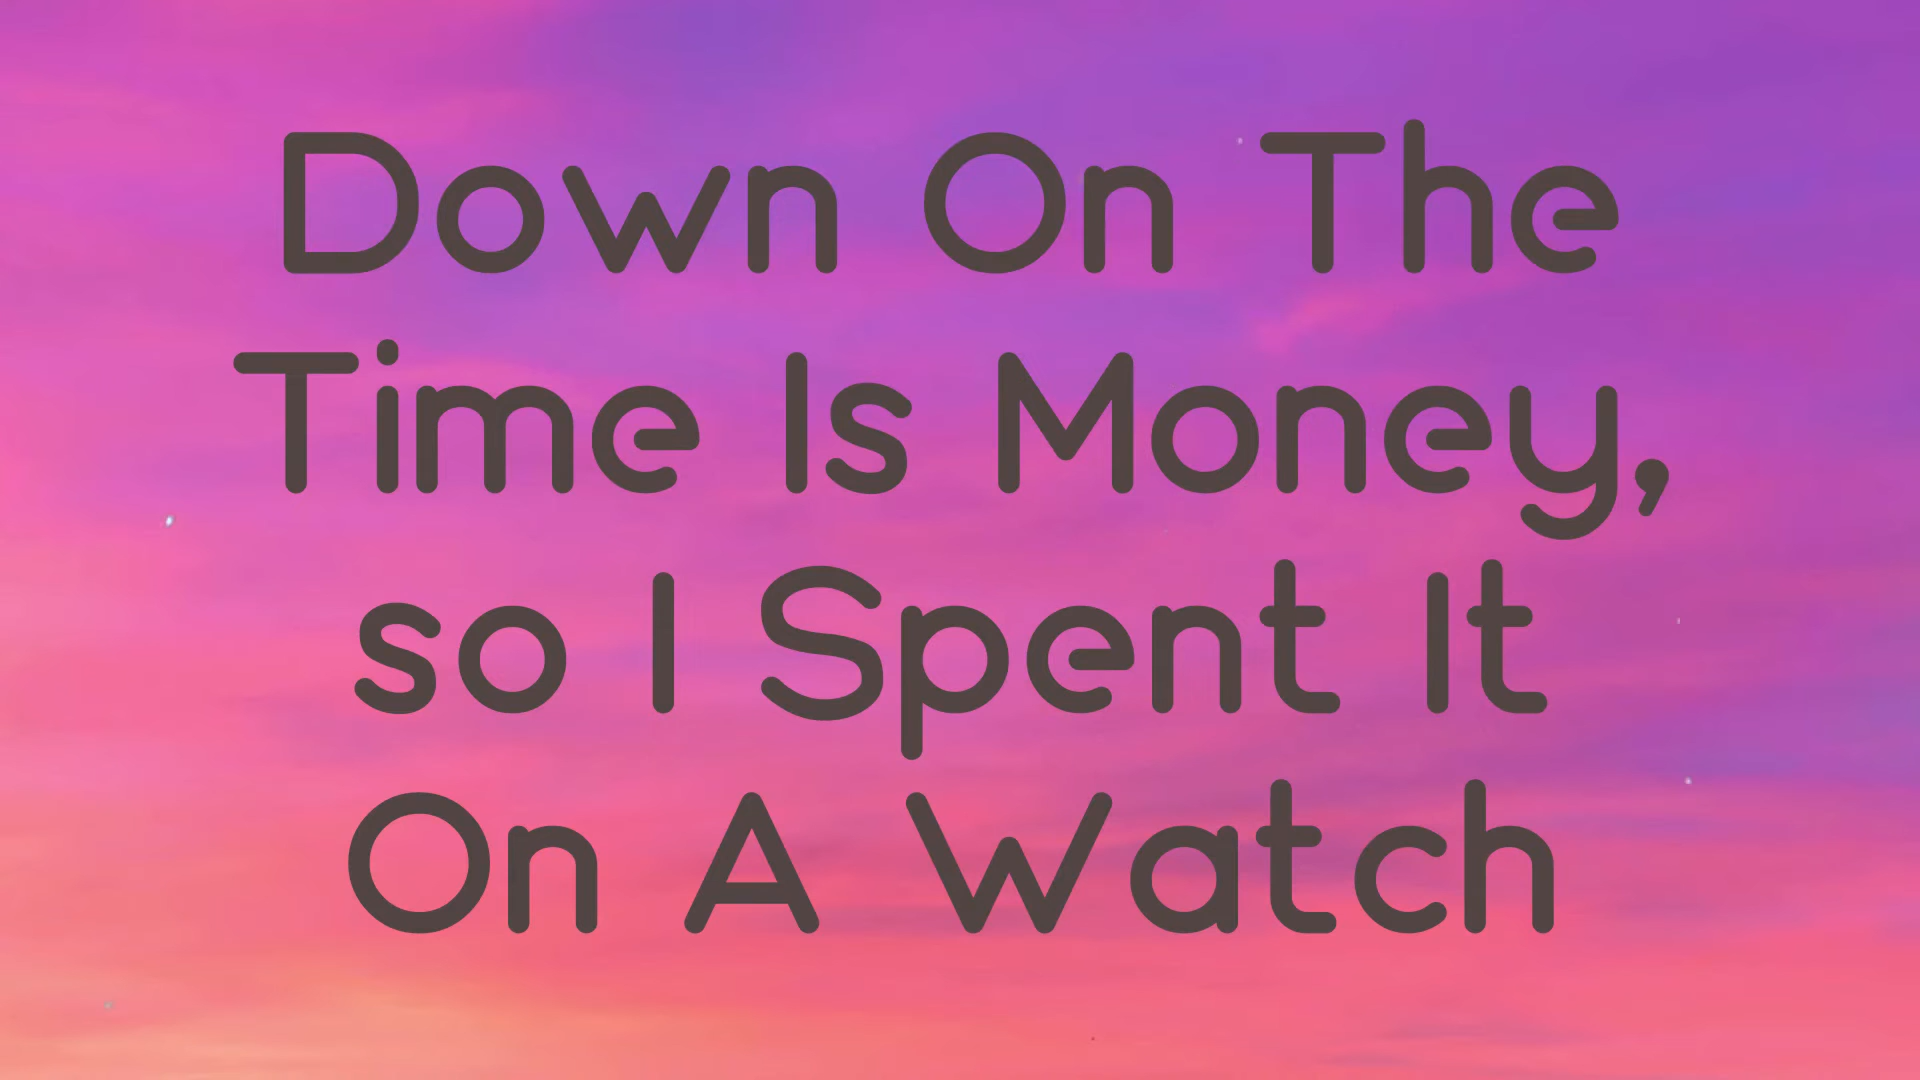 Down On The
Time Is Money,
so I Spent It
On A Watch